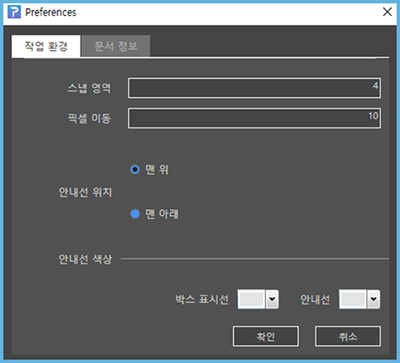 Preferences
작업 환경 문서 정보
스냅 영역 4
픽셀 이동 10
맨 위
안내선 위치
맨 아래
안내선 색상
박스 표시선 안내선
확인 취소